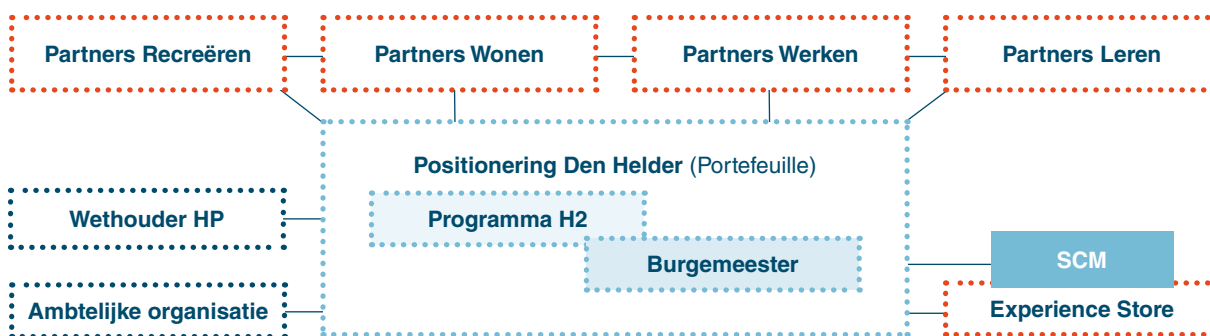 Partners Recreëren
Partners Wonen
Partners Werken
Partners Leren
Positionering Den Helder (Portefeuille)
Wethouder HP
Programma H2
Burgemeester
SCM
Ambtelijke organisatie
Experience Store